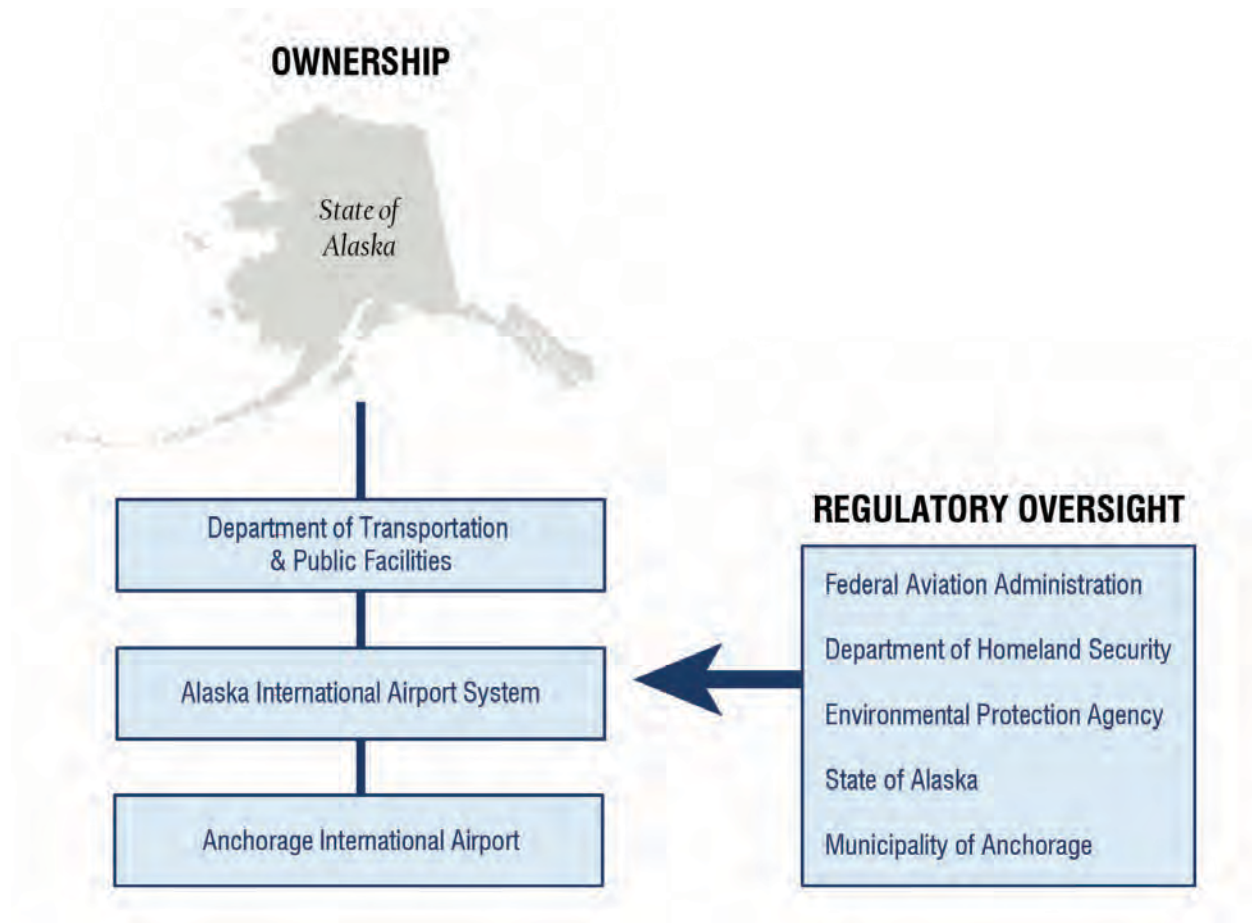 OWNERSHIP
State of
Alaska
Department of Transportation
& Public Facilities
Alaska International Airport System
Anchorage International Airport
REGULATORY OVERSIGHT
Federal Aviation Administration
Department of Homeland Security
Environmental Protection Agency
State of Alaska
Municipality of Anchorage